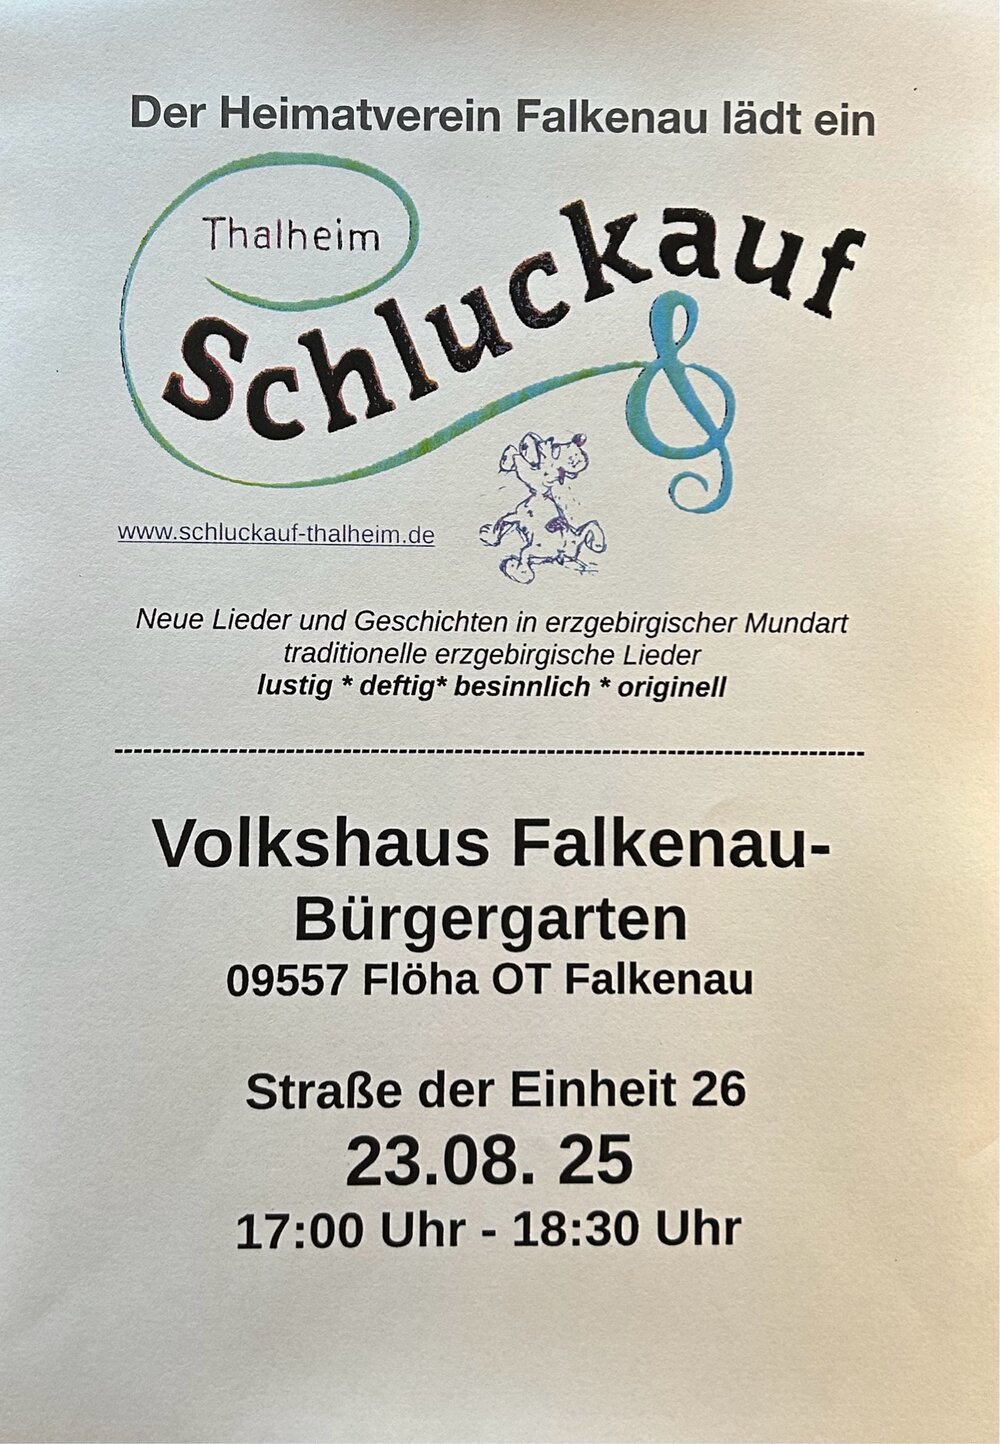 Der Heimatverein Falkenau lädt ein
Thalheim
Schluckauf
www.schluckauf-thalheim.de
Neue Lieder und Geschichten in erzgebirgischer Mundart
traditionelle erzgebirgische Lieder
lustig * deftig* besinnlich * originell
Volkshaus Falkenau-
Bürgergarten
09557 Flöha OT Falkenau
Straße der Einheit 26
23.08. 25
17:00 Uhr - 18:30 Uhr